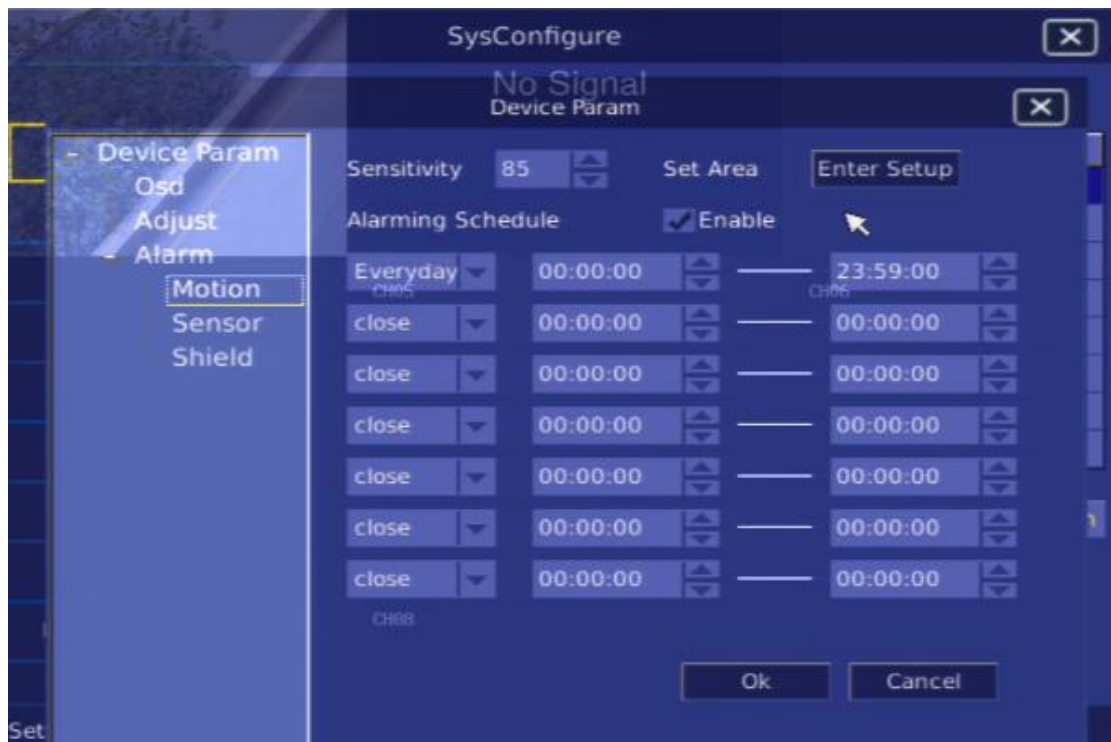 SysConfigure
No Signal
Device Param
- Device Param
Osd
Adjust
- Alarm
Motion
Sensor
Shield
Sensitivity 85 Set Area Enter Setup
Alarming Schedule Enable
Everyday 00:00:00 23:59:00
CH05 CH06
close 00:00:00 00:00:00
close 00:00:00 00:00:00
close 00:00:00 00:00:00
close 00:00:00 00:00:00
close 00:00:00 00:00:00
close 00:00:00 00:00:00
CH08
Ok Cancel
Set